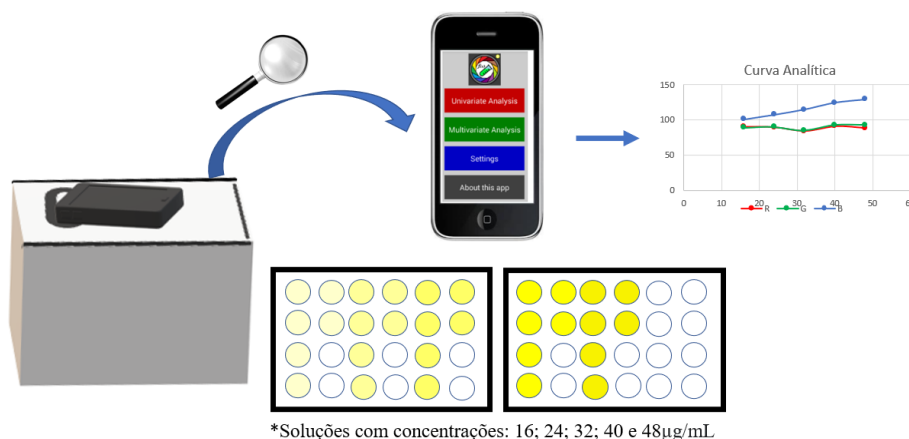 Univariate Analysis
Multivariate Analysis
Settings
About this app
Curva Analítica
150
100
50
0
0 10 20 30 40 50 60
R G B
*Soluções com concentrações: 16; 24; 32; 40 e 48µg/mL